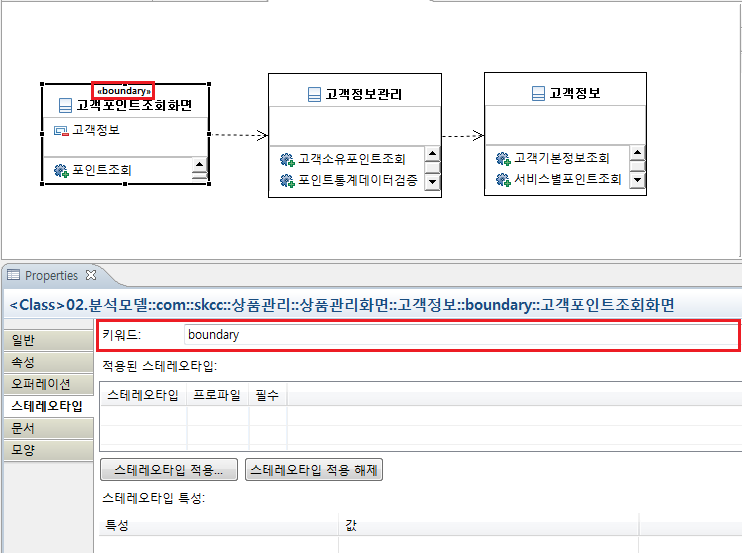 «boundary»
고객포인트조회화면
고객정보
포인트조회
고객정보관리
고객소유포인트조회
포인트통계데이터검증
고객정보
고객기본정보조회
서비스별포인트조회
Properties
<Class>02.분석모델::com::skcc::상품관리::상품관리화면::고객정보::boundary::고객포인트조회화면
일반
속성
오퍼레이션
스테레오타입
문서
모양
키워드: boundary
적용된 스테레오타입:
스테레오타입 프로파일 필수
스테레오타입 적용... 스테레오타입 적용 해제
스테레오타입 특성:
특성 값